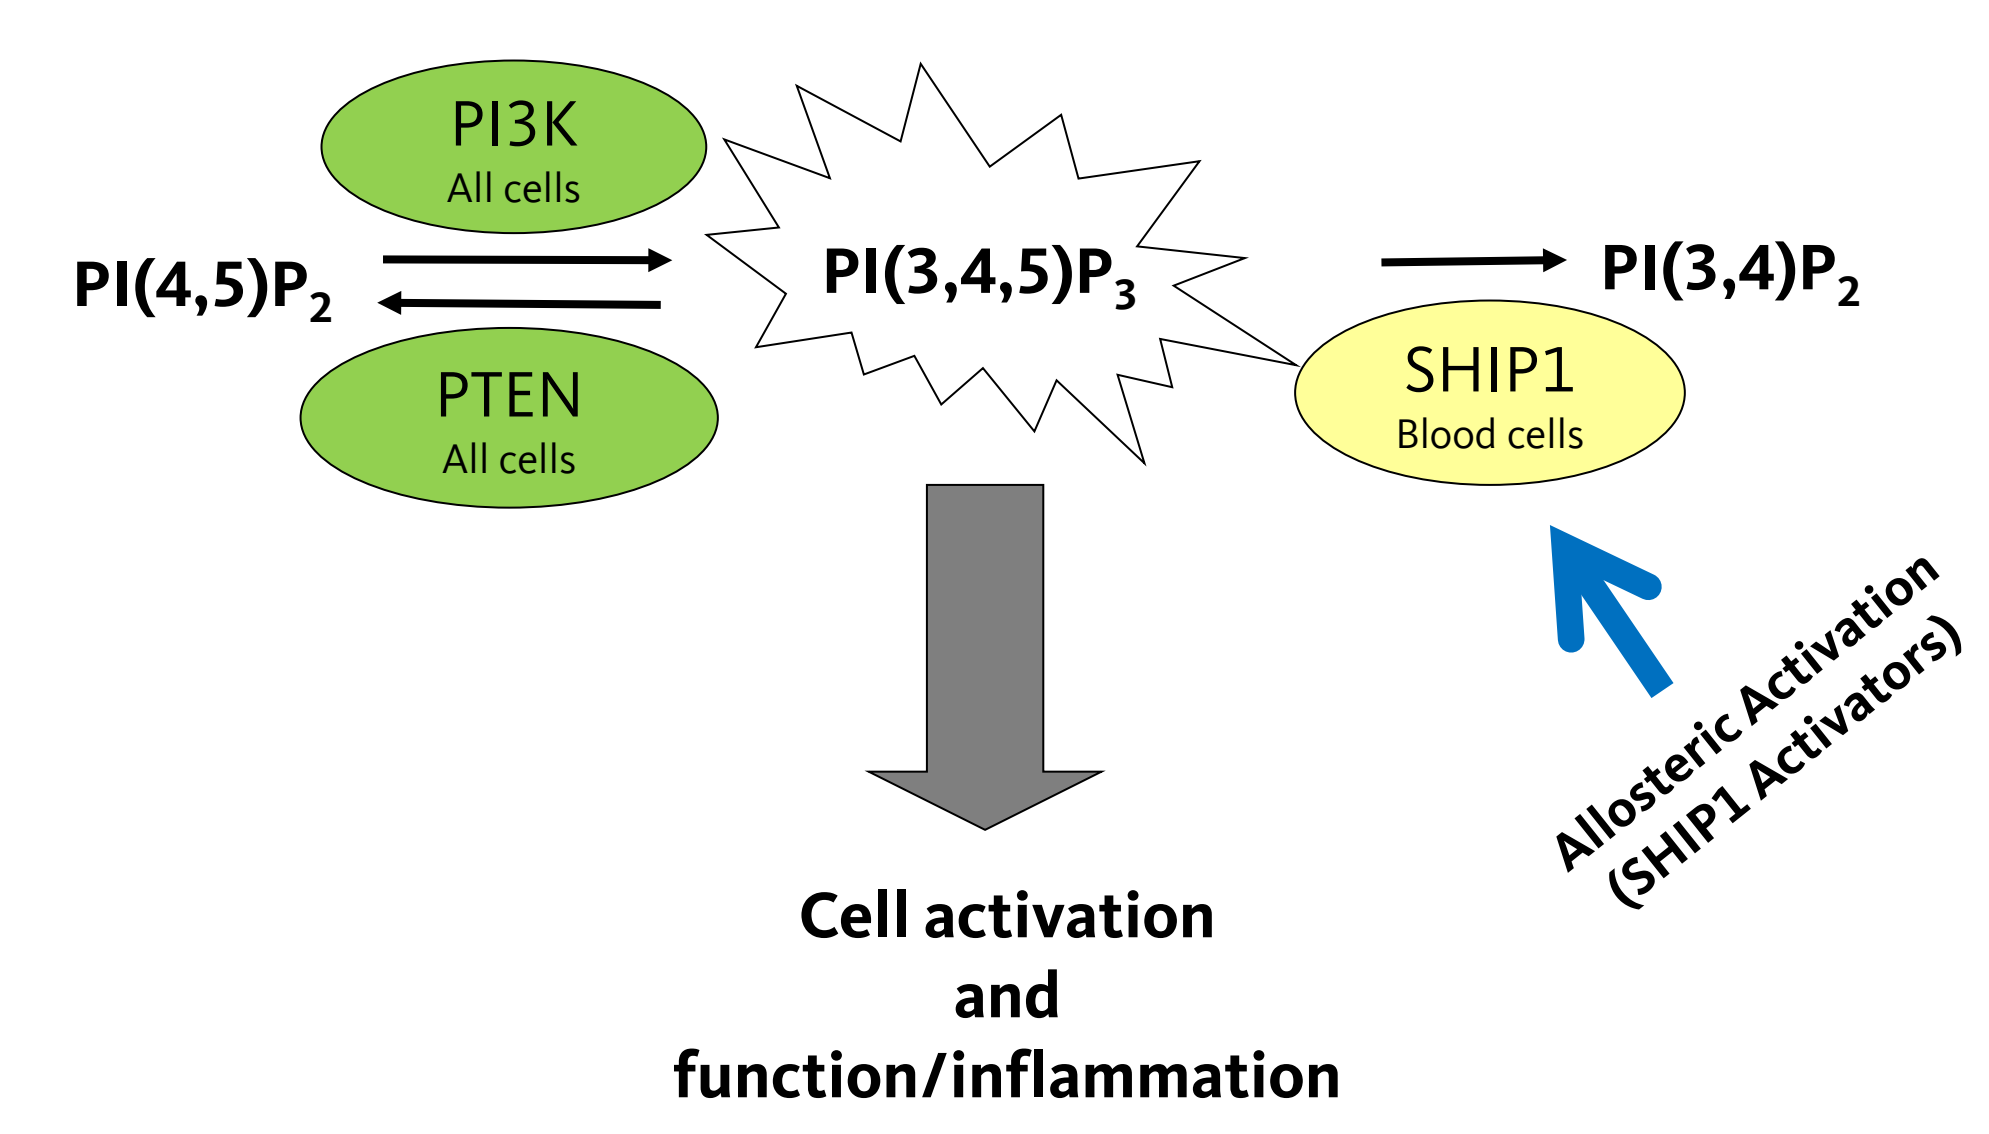 PI3K
All cells
PI(4,5)P₂
PTEN
All cells
PI(3,4,5)P₃
PI(3,4)P₂
SHIP1
Blood cells
Allosteric Activation
(SHIP1 Activators)
Cell activation
and
function/inflammation